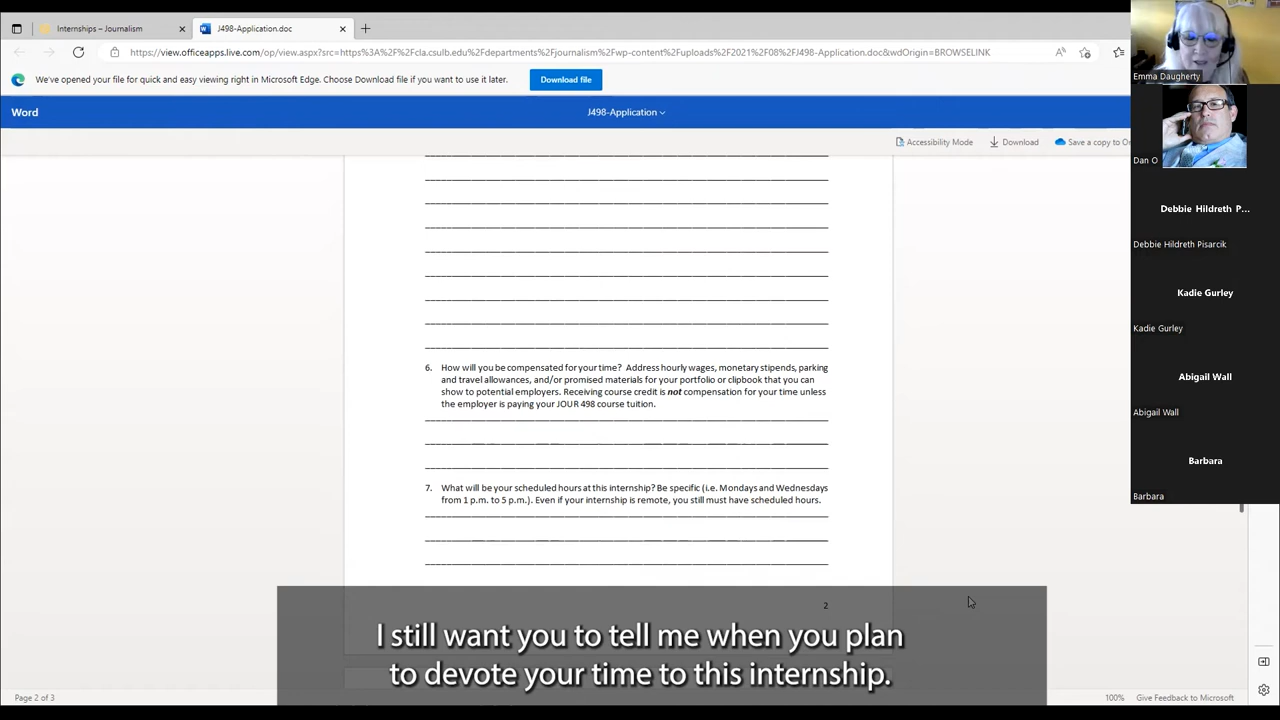 Internships – Journalism
J498-Application.doc
https://view.officeapps.live.com/op/view.aspx?src=https%3A%2F%2Fcla.csulb.edu%2Fdepartments%2Fjournalism%2Fwp-content%2Fuploads%2F2021%2F08%2FJ498-Application.doc&wdOrigin=BROWSELINK
We've opened your file for quick and easy viewing right in Microsoft Edge. Choose Download file if you want to use it later.
Download file
Word
J498-Application
Accessibility Mode
Download
Save a copy to On
6. How will you be compensated for your time? Address hourly wages, monetary stipends, parking
and travel allowances, and/or promised materials for your portfolio or clipbook that you can
show to potential employers. Receiving course credit is not compensation for your time unless
the employer is paying your JOUR 498 course tuition.
7. What will be your scheduled hours at this internship? Be specific (i.e. Mondays and Wednesdays
from 1 p.m. to 5 p.m.). Even if your internship is remote, you still must have scheduled hours.
2
I still want you to tell me when you plan
to devote your time to this internship.
Page 2 of 3
100%
Give Feedback to Microsoft
Emma Daugherty
Dan O
Debbie Hildreth P...
Debbie Hildreth Pisarcik
Kadie Gurley
Kadie Gurley
Abigail Wall
Abigail Wall
Barbara
Barbara